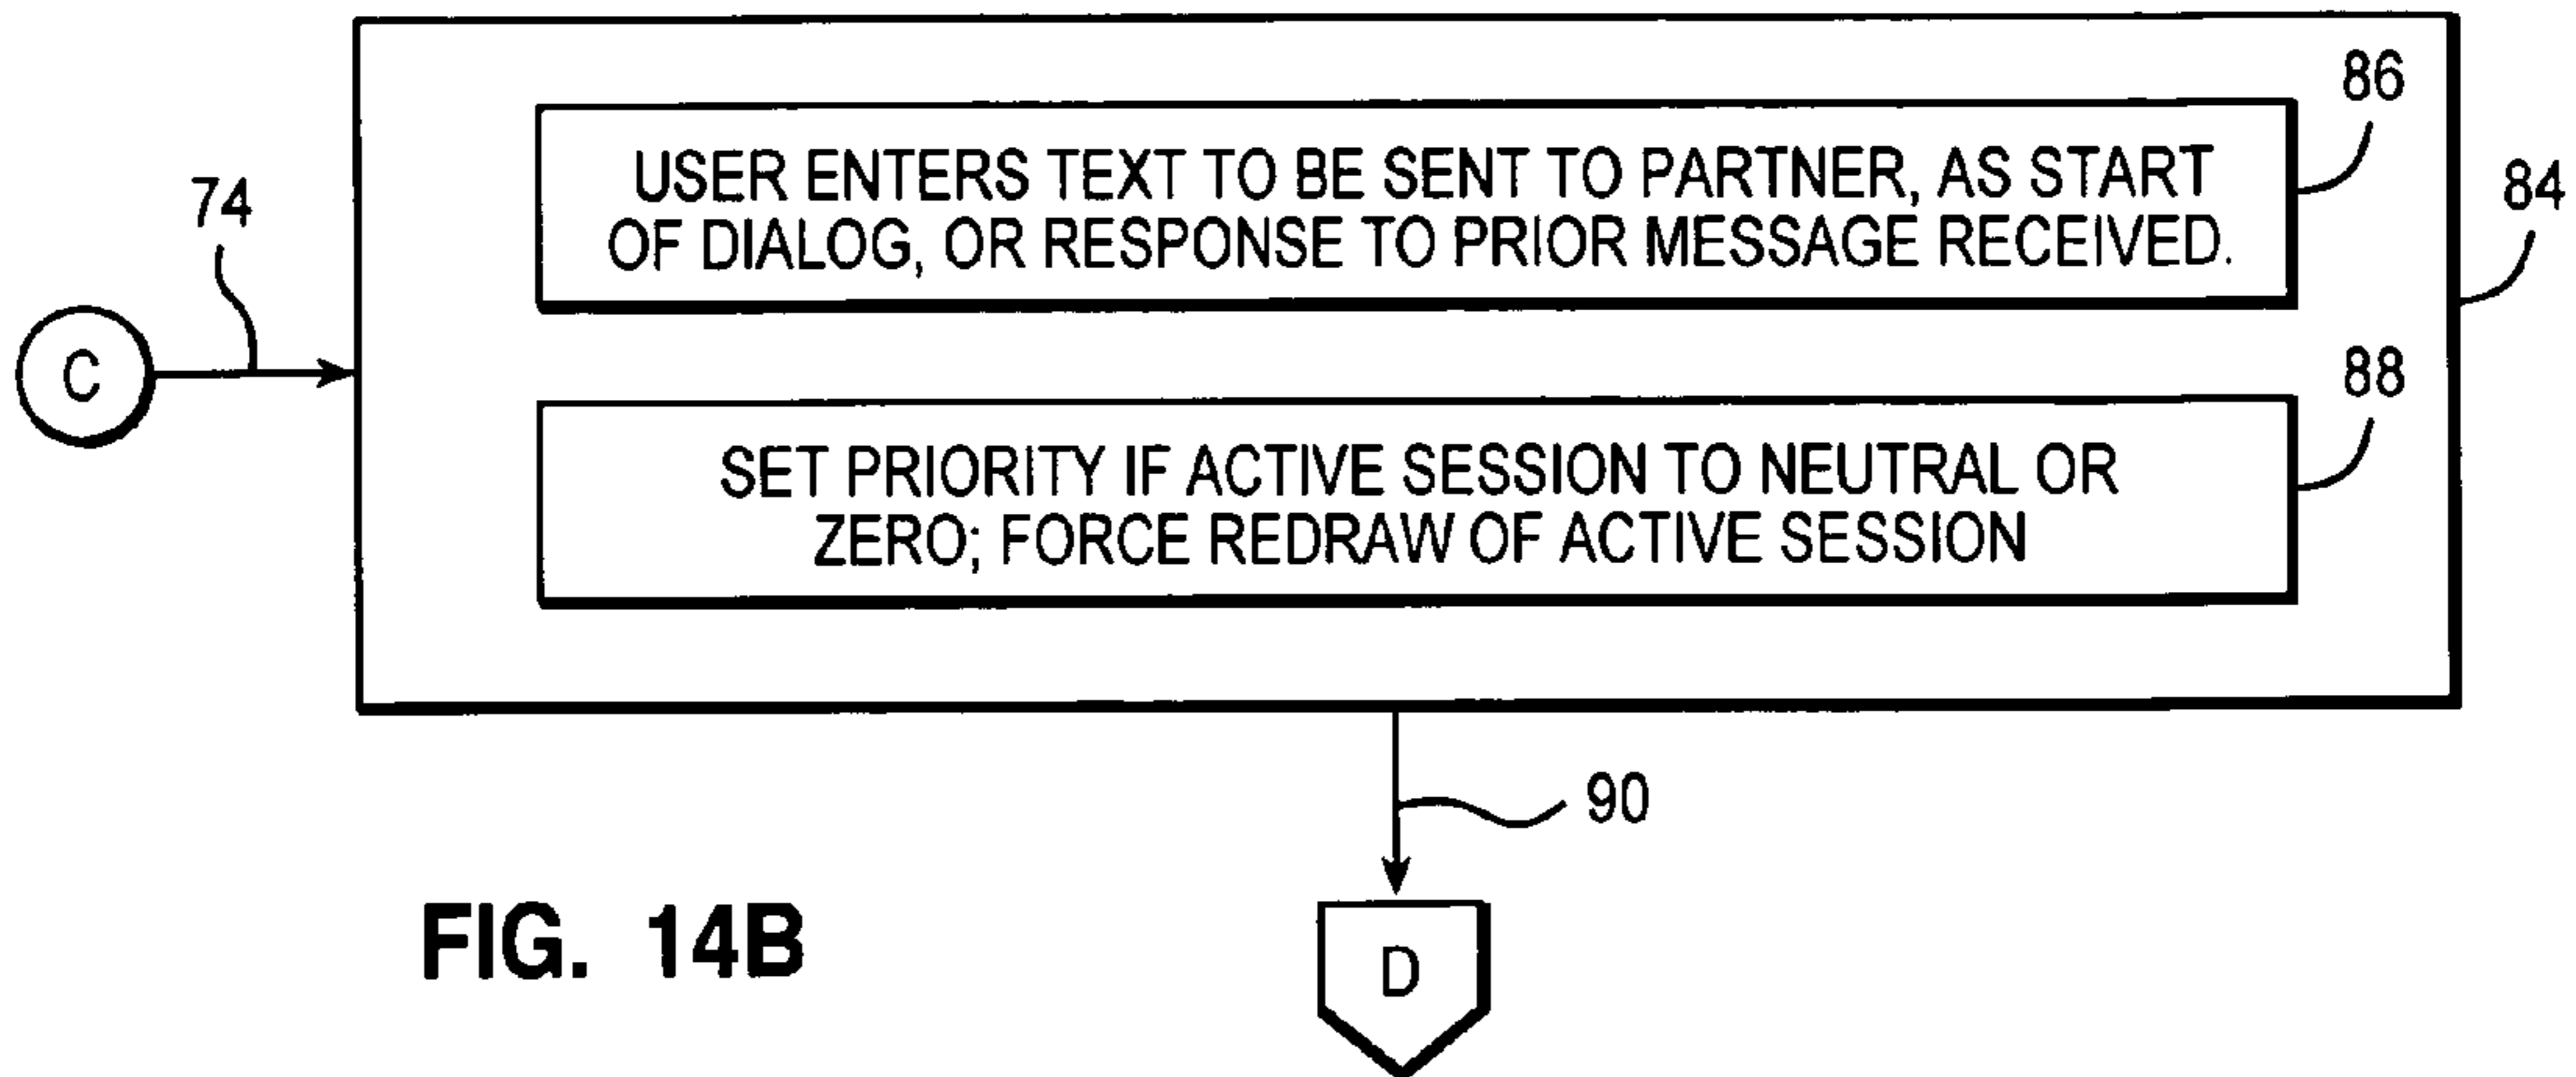 86
USER ENTERS TEXT TO BE SENT TO PARTNER, AS START
OF DIALOG, OR RESPONSE TO PRIOR MESSAGE RECEIVED.
84
74
C
88
SET PRIORITY IF ACTIVE SESSION TO NEUTRAL OR
ZERO; FORCE REDRAW OF ACTIVE SESSION
90
FIG. 14B
D